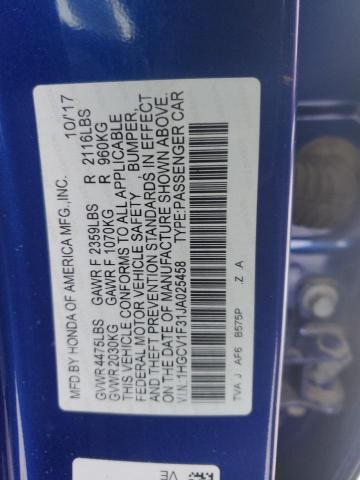 MFD. BY HONDA OF AMERICA MFG.,INC. 10/'17
GVWR 4475LBS GAWR F 2359LBS R 2116LBS
GVWR 2030KG GAWR F 1070KG R 960KG
THIS VEHICLE CONFORMS TO ALL APPLICABLE
FEDERAL MOTOR VEHICLE SAFETY BUMPER,
AND THEFT PREVENTION STANDARDS IN EFFECT
ON THE DATE OF MANUFACTURE SHOWN ABOVE.
V.I.N.:1HGCV1F31JA025458 TYPE:PASSENGER CAR
TVA J AF6 B575P Z A
VE